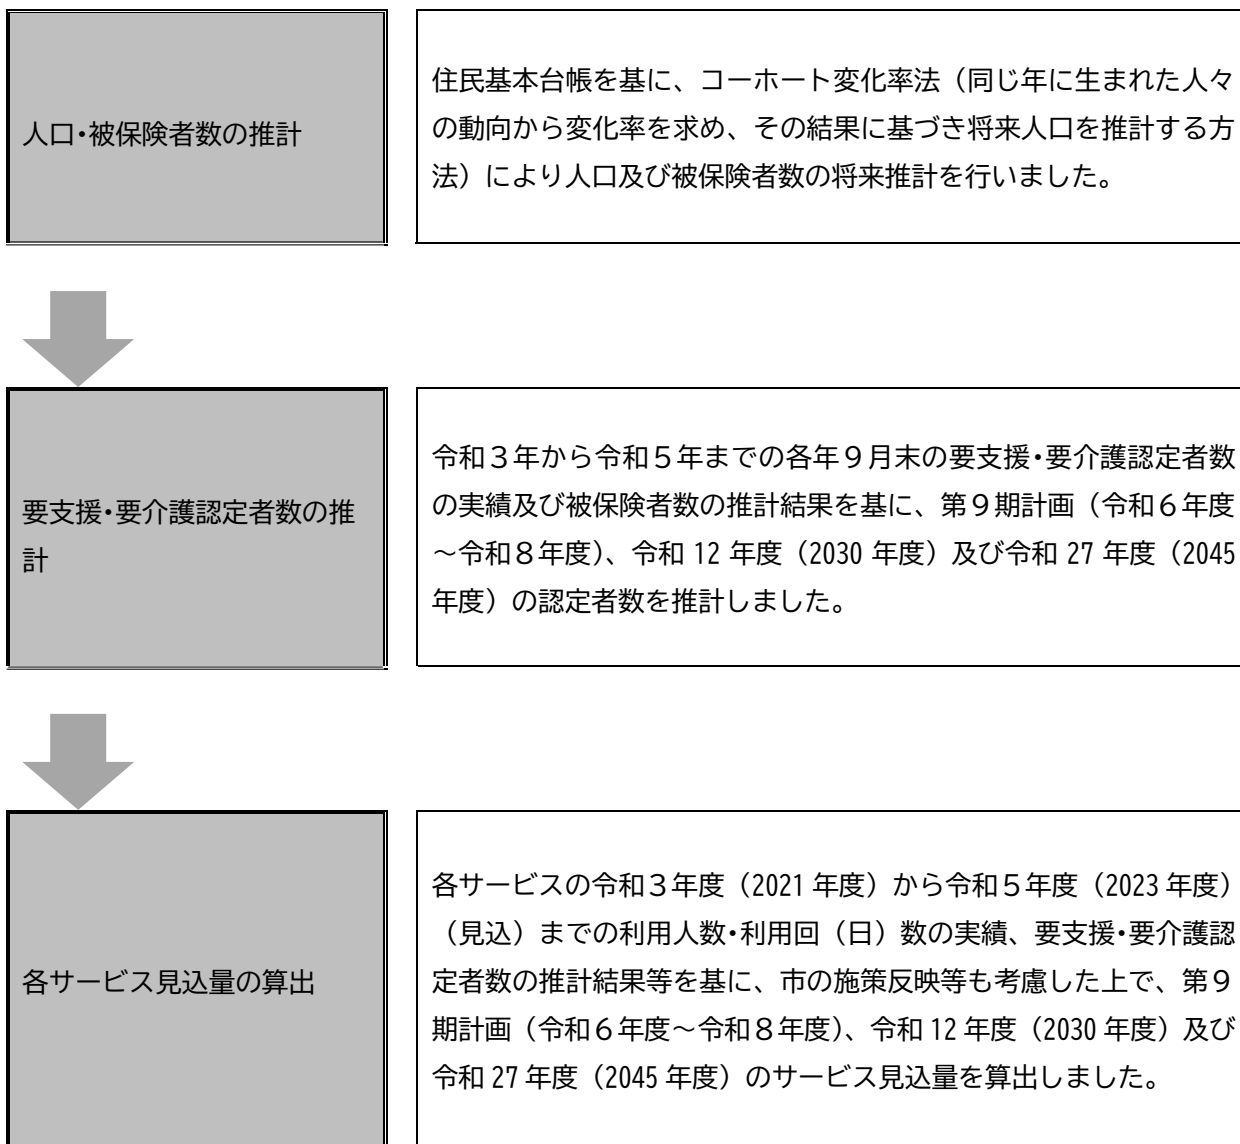 人口・被保険者数の推計
住民基本台帳を基に、コーホート変化率法（同じ年に生まれた人々
の動向から変化率を求め、その結果に基づき将来人口を推計する方
法）により人口及び被保険者数の将来推計を行いました。
要支援・要介護認定者数の推
計
令和３年から令和５年までの各年９月末の要支援・要介護認定者数
の実績及び被保険者数の推計結果を基に、第９期計画（令和６年度
～令和８年度）、令和 12 年度（2030 年度）及び令和 27 年度（2045
年度）の認定者数を推計しました。
各サービス見込量の算出
各サービスの令和３年度（2021 年度）から令和５年度（2023 年度）
（見込）までの利用人数・利用回（日）数の実績、要支援・要介護認
定者数の推計結果等を基に、市の施策反映等も考慮した上で、第９
期計画（令和６年度～令和８年度）、令和 12 年度（2030 年度）及び
令和 27 年度（2045 年度）のサービス見込量を算出しました。